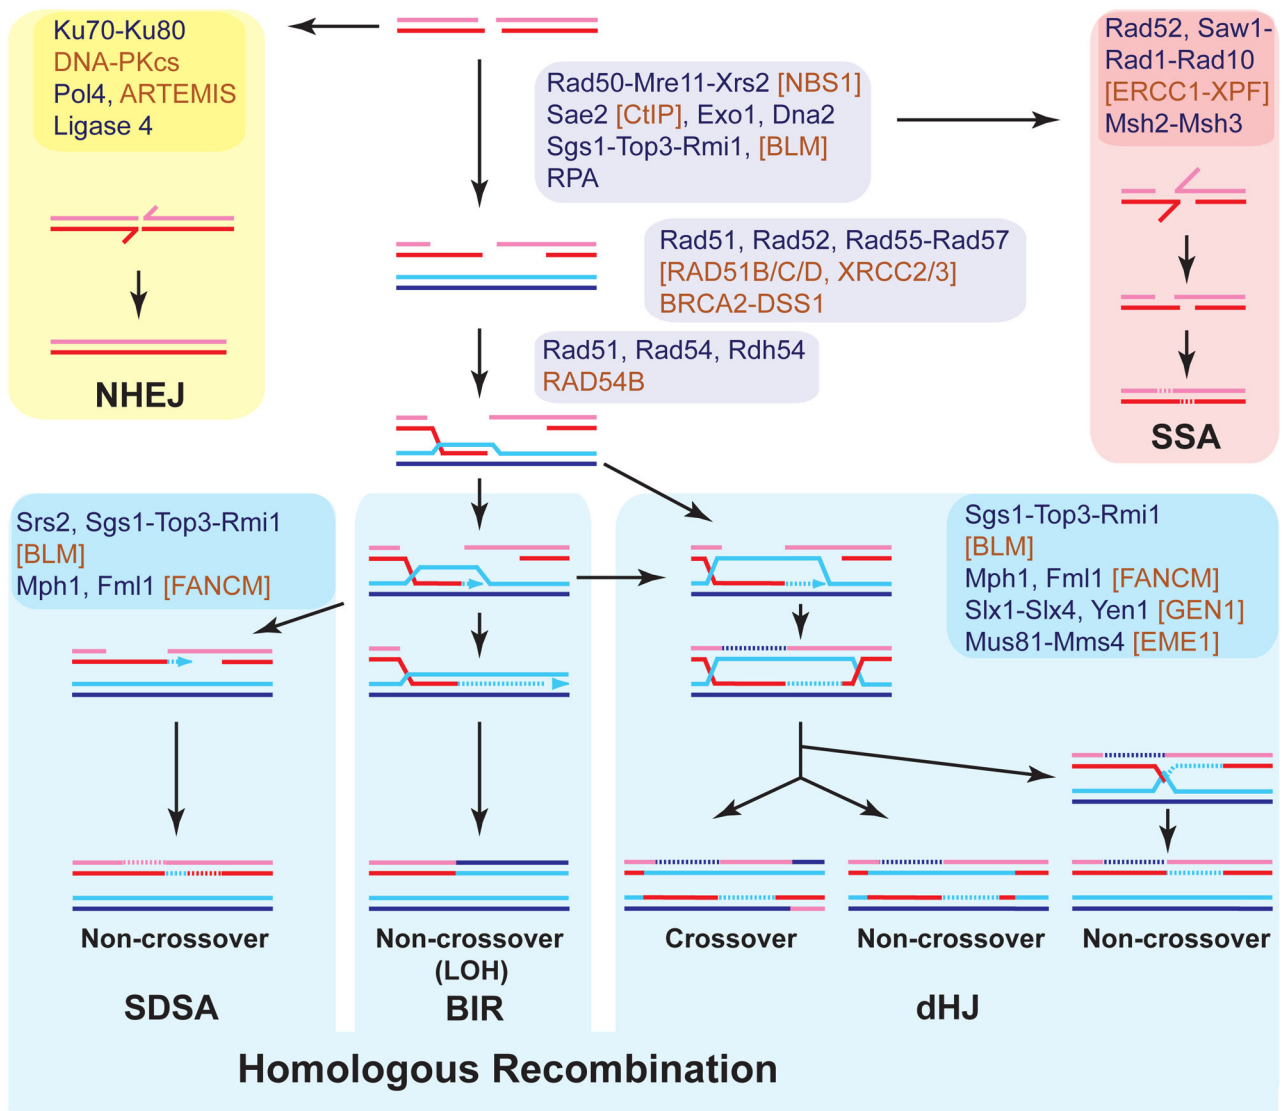 Ku70-Ku80
DNA-PKcs
Pol4, ARTEMIS
Ligase 4
NHEJ
Rad50-Mre11-Xrs2 [NBS1]
Sae2 [CtIP], Exo1, Dna2
Sgs1-Top3-Rmi1, [BLM]
RPA
Rad52, Saw1-
Rad1-Rad10
[ERCC1-XPF]
Msh2-Msh3
SSA
Rad51, Rad52, Rad55-Rad57
[RAD51B/C/D, XRCC2/3]
BRCA2-DSS1
Rad51, Rad54, Rdh54
RAD54B
Srs2, Sgs1-Top3-Rmi1
[BLM]
Mph1, Fml1 [FANCM]
Sgs1-Top3-Rmi1
[BLM]
Mph1, Fml1 [FANCM]
Slx1-Slx4, Yen1 [GEN1]
Mus81-Mms4 [EME1]
Non-crossover
SDSA
Non-crossover
(LOH)
BIR
Crossover
Non-crossover
Non-crossover
dHJ
Homologous Recombination